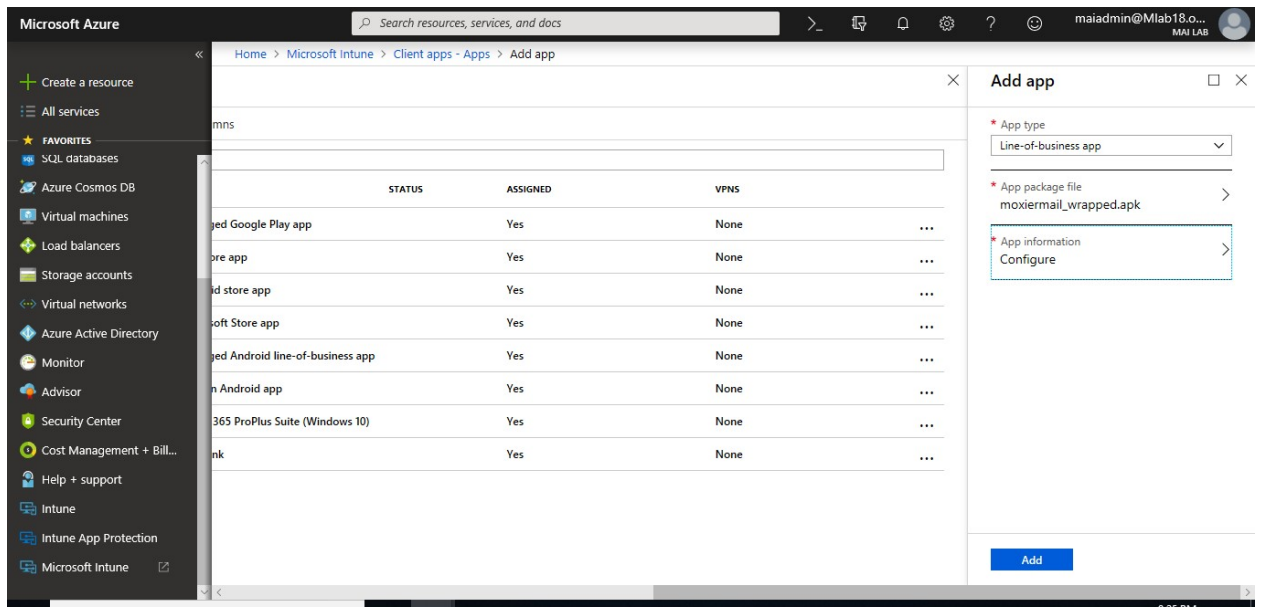 Microsoft Azure
Search resources, services, and docs
maiadmin@Mlab18.o...
MAI LAB
Home > Microsoft Intune > Client apps - Apps > Add app
Create a resource
All services
FAVORITES
SQL databases
Azure Cosmos DB
Virtual machines
Load balancers
Storage accounts
Virtual networks
Azure Active Directory
Monitor
Advisor
Security Center
Cost Management + Bill...
Help + support
Intune
Intune App Protection
Microsoft Intune
mns
STATUS ASSIGNED VPNS
ged Google Play app Yes None ...
ore app Yes None ...
id store app Yes None ...
soft Store app Yes None ...
ged Android line-of-business app Yes None ...
n Android app Yes None ...
365 ProPlus Suite (Windows 10) Yes None ...
nk Yes None ...
Add app
* App type
Line-of-business app
* App package file
moxiermail_wrapped.apk
* App information
Configure
Add